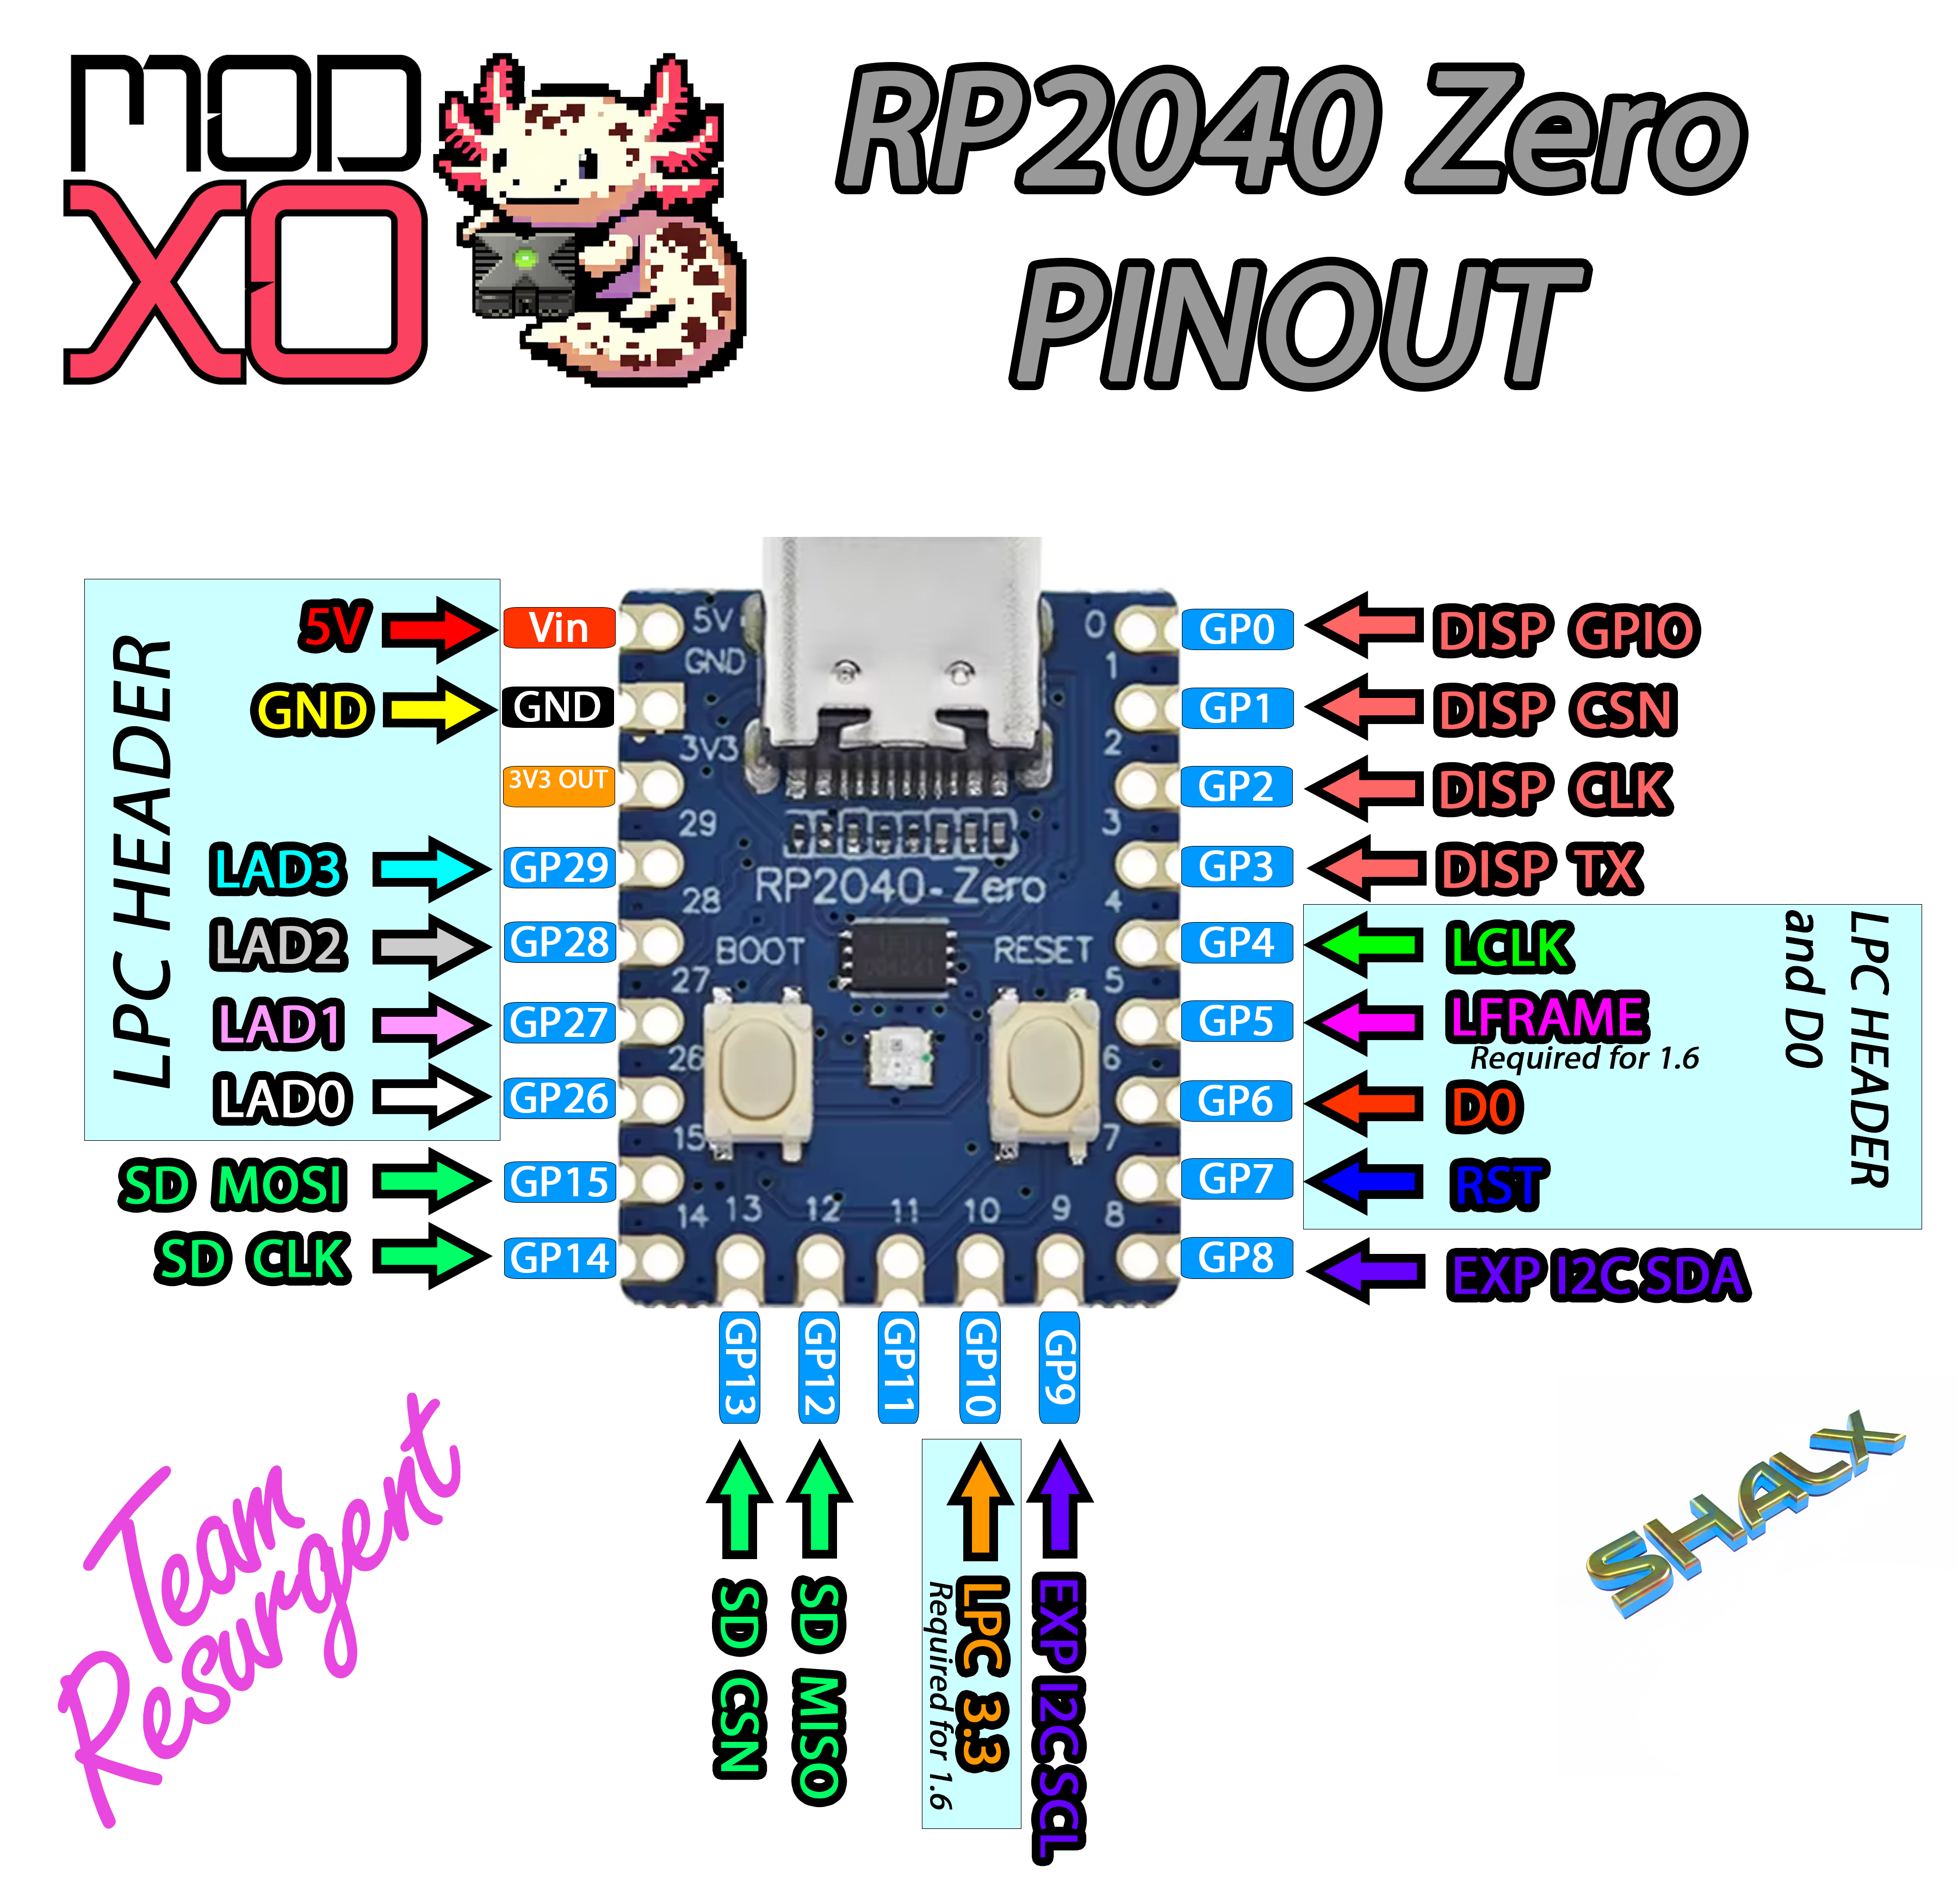 MOD
XO
RP2040 Zero
PINOUT
LPC HEADER
5V
Vin
GND
GND
3V3 OUT
LAD3
GP29
LAD2
GP28
LAD1
GP27
LAD0
GP26
SD MOSI
GP15
SD CLK
GP14
5V
GND
3V3
29
28
27
26
15
14
13
12
11
10
9
8
0
1
2
3
4
5
6
7
RP2040-Zero
BOOT
RESET
GP0
DISP GPIO
GP1
DISP CSN
GP2
DISP CLK
GP3
DISP TX
GP4
LCLK
GP5
LFRAME
Required for 1.6
GP6
D0
GP7
RST
GP8
EXP I2C SDA
LPC HEADER
and D0
GP13
GP12
GP11
GP10
GP9
SD CSN
SD MISO
LPC 3.3
Required for 1.6
EXP I2C SCL
Team
Resurgent
SHALX